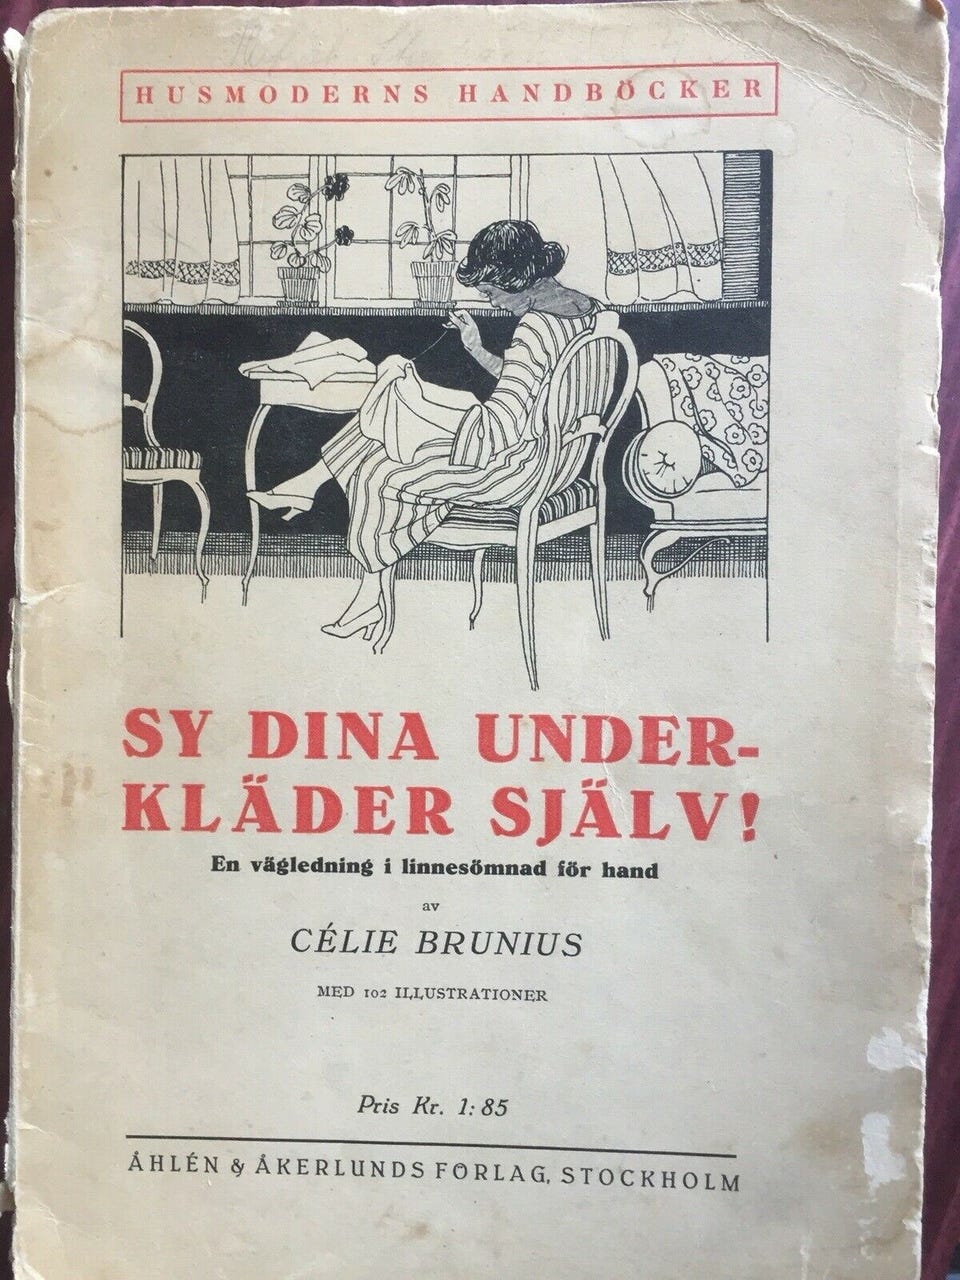 HUSMODERNS HANDBÖCKER
SY DINA UNDER-
KLÄDER SJÄLV!
En vägledning i linnesömnad för hand
av
CÉLIE BRUNIUS
MED 102 ILLUSTRATIONER
Pris Kr. 1:85
ÅHLÉN & ÅKERLUNDS FÖRLAG, STOCKHOLM